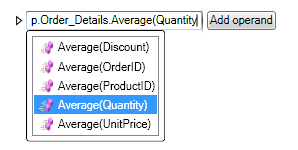 p.Order_Details.Average(Quantity Add operand
Average(Discount)
Average(OrderID)
Average(ProductID)
Average(Quantity)
Average(UnitPrice)